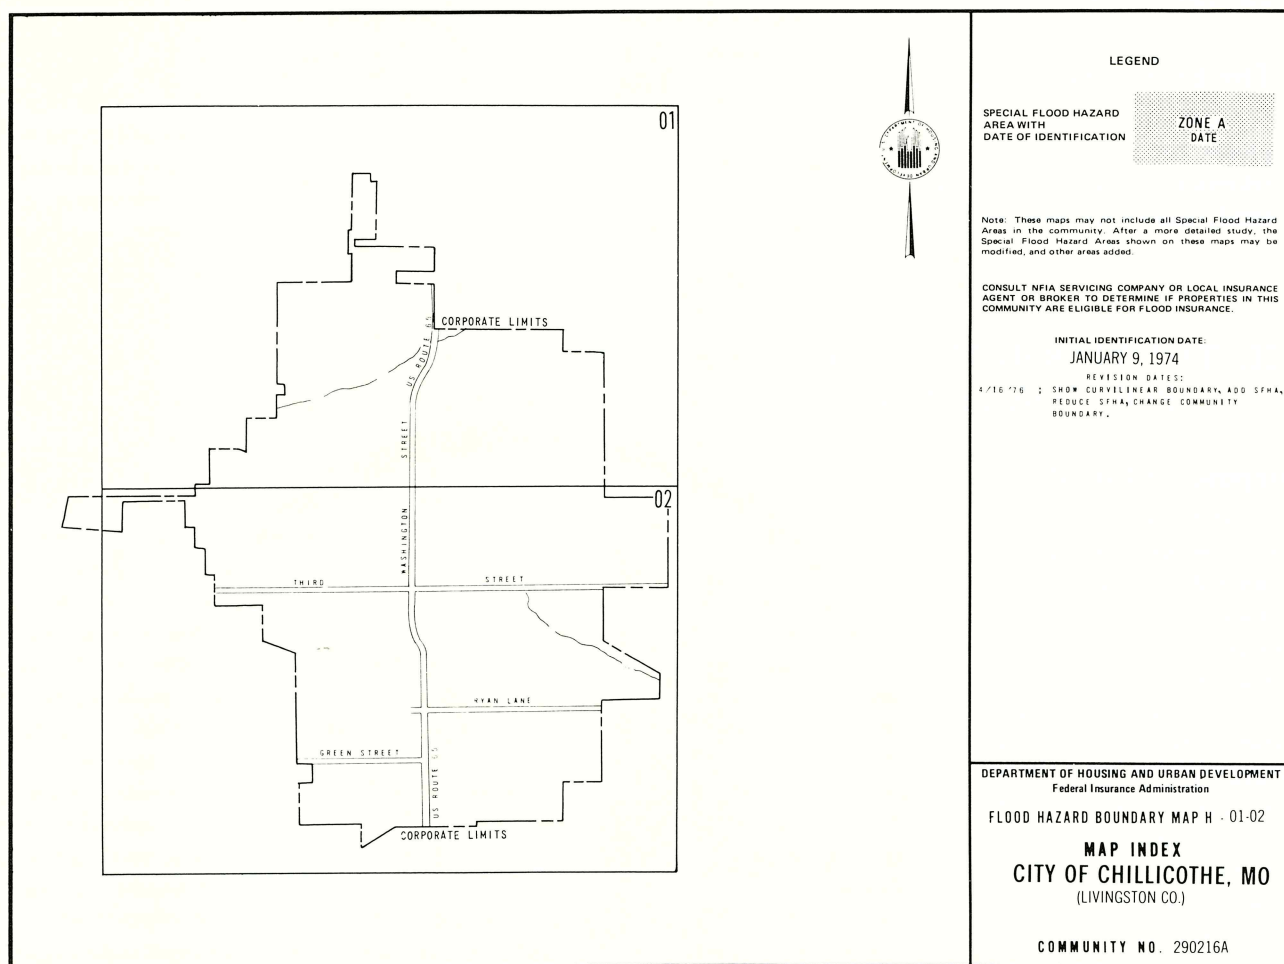 01
CORPORATE LIMITS
US ROUTE 65
STREET
02
WASHINGTON
THIRD STREET
RYAN LANE
GREEN STREET
US ROUTE 65
CORPORATE LIMITS
U.S. DEPARTMENT OF HOUSING AND URBAN DEVELOPMENT
LEGEND
SPECIAL FLOOD HAZARD
AREA WITH
DATE OF IDENTIFICATION
ZONE A
DATE
Note: These maps may not include all Special Flood Hazard
Areas in the community. After a more detailed study, the
Special Flood Hazard Areas shown on these maps may be
modified, and other areas added.
CONSULT NFIA SERVICING COMPANY OR LOCAL INSURANCE
AGENT OR BROKER TO DETERMINE IF PROPERTIES IN THIS
COMMUNITY ARE ELIGIBLE FOR FLOOD INSURANCE.
INITIAL IDENTIFICATION DATE:
JANUARY 9, 1974
REVISION DATES:
4/16/76 ; SHOW CURVILINEAR BOUNDARY, ADD SFHA,
REDUCE SFHA, CHANGE COMMUNITY
BOUNDARY.
DEPARTMENT OF HOUSING AND URBAN DEVELOPMENT
Federal Insurance Administration
FLOOD HAZARD BOUNDARY MAP H - 01-02
MAP INDEX
CITY OF CHILLICOTHE, MO
(LIVINGSTON CO.)
COMMUNITY NO. 290216A